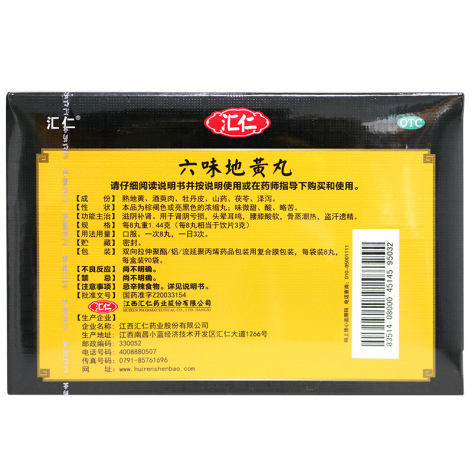 汇仁
汇仁
OTC
六味地黄丸
请仔细阅读说明书并按说明使用或在药师指导下购买和使用。
【成份】熟地黄、酒萸肉、牡丹皮、山药、茯苓、泽泻。
【性状】本品为棕褐色或亮黑色的浓缩丸；味微甜、酸、略苦。
【功能主治】滋阴补肾。用于肾阴亏损，头晕耳鸣，腰膝酸软，骨蒸潮热，盗汗遗精。
【规格】每8丸重1.44克(每8丸相当于饮片3克)
【用法用量】口服。一次8丸，一日3次。
【贮藏】密封。
【包装】双向拉伸聚酯/铝/流延聚丙烯药品包装用复合膜包装，每袋装8丸，
每盒装90袋。
【不良反应】尚不明确。
【禁忌】尚不明确。
【注意事项】忌辛辣食物。详见说明书。
【批准文号】国药准字Z20033154
江西汇仁药业股份有限公司
HUIREN PHARMACEUTICAL CO., LTD. JIANGXI
【生产企业】
企业名称：江西汇仁药业股份有限公司
生产地址：江西南昌小蓝经济技术开发区汇仁大道1266号
邮政编码：330052
电话号码：4008880507
传真号码：0791-85761696
网址：www.huirenshenbao.com
83514 08000 45145 95032